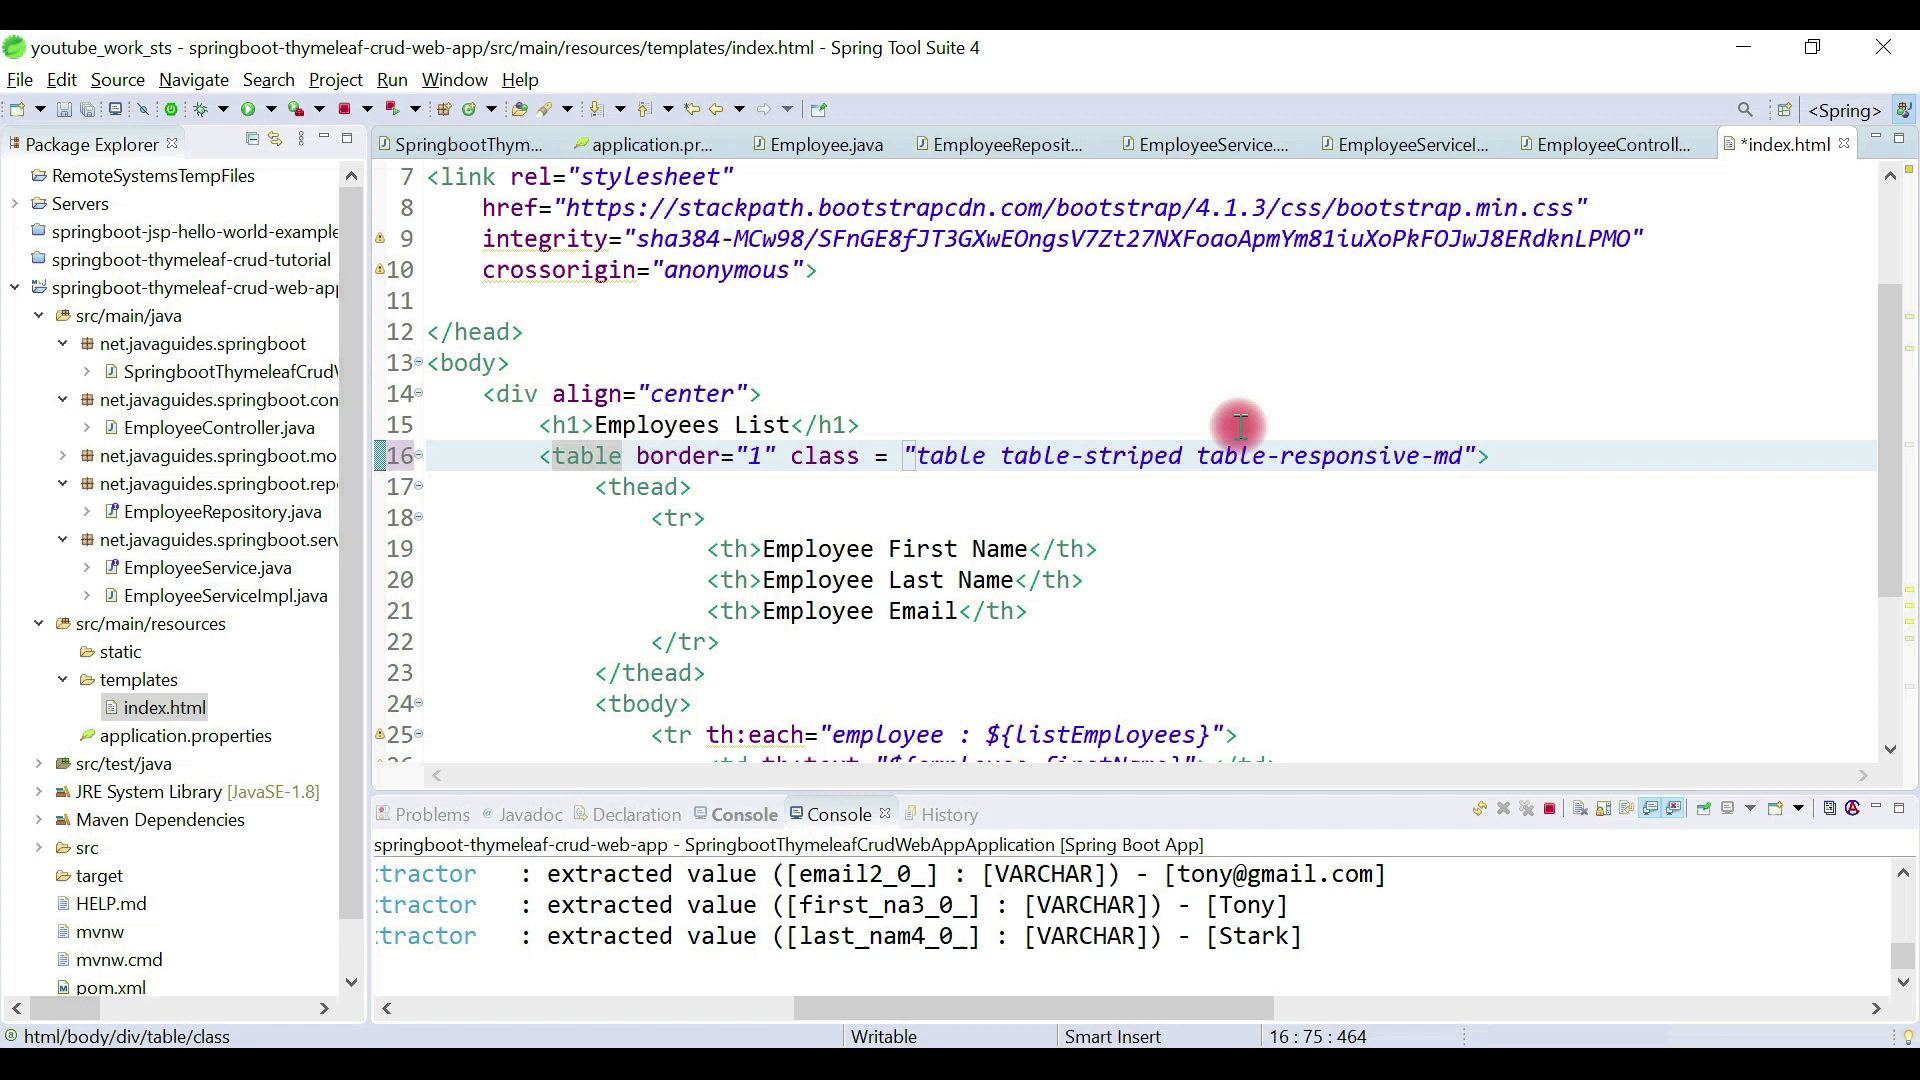 youtube_work_sts - springboot-thymeleaf-crud-web-app/src/main/resources/templates/index.html - Spring Tool Suite 4
File Edit Source Navigate Search Project Run Window Help
<Spring>
Package Explorer
SpringbootThym... application.pr... Employee.java EmployeeReposit... EmployeeService.... EmployeeServiceI... EmployeeControll... *index.html
RemoteSystemsTempFiles
Servers
springboot-jsp-hello-world-example
springboot-thymeleaf-crud-tutorial
springboot-thymeleaf-crud-web-app
src/main/java
net.javaguides.springboot
SpringbootThymeleafCrudW
net.javaguides.springboot.con
EmployeeController.java
net.javaguides.springboot.mo
net.javaguides.springboot.rep
EmployeeRepository.java
net.javaguides.springboot.serv
EmployeeService.java
EmployeeServiceImpl.java
src/main/resources
static
templates
index.html
application.properties
src/test/java
JRE System Library [JavaSE-1.8]
Maven Dependencies
src
target
HELP.md
mvnw
mvnw.cmd
pom.xml
7 <link rel="stylesheet"
8 href="https://stackpath.bootstrapcdn.com/bootstrap/4.1.3/css/bootstrap.min.css"
9 integrity="sha384-MCw98/SFnGE8fJT3GXwEOngsV7Zt27NXFoaoApmYm81iuXoPkFOJwJ8ERdknLPMO"
10 crossorigin="anonymous">
11
12 </head>
13 <body>
14 <div align="center">
15 <h1>Employees List</h1>
16 <table border="1" class = "table table-striped table-responsive-md">
17 <thead>
18 <tr>
19 <th>Employee First Name</th>
20 <th>Employee Last Name</th>
21 <th>Employee Email</th>
22 </tr>
23 </thead>
24 <tbody>
25 <tr th:each="employee : ${listEmployees}">
26 <td th:text="${employee.firstName}"></td>
Problems Javadoc Declaration Console Console History
springboot-thymeleaf-crud-web-app - SpringbootThymeleafCrudWebAppApplication [Spring Boot App]
tractor : extracted value ([email2_0_] : [VARCHAR]) - [tony@gmail.com]
tractor : extracted value ([first_na3_0_] : [VARCHAR]) - [Tony]
tractor : extracted value ([last_nam4_0_] : [VARCHAR]) - [Stark]
html/body/div/table/class Writable Smart Insert 16 : 75 : 464